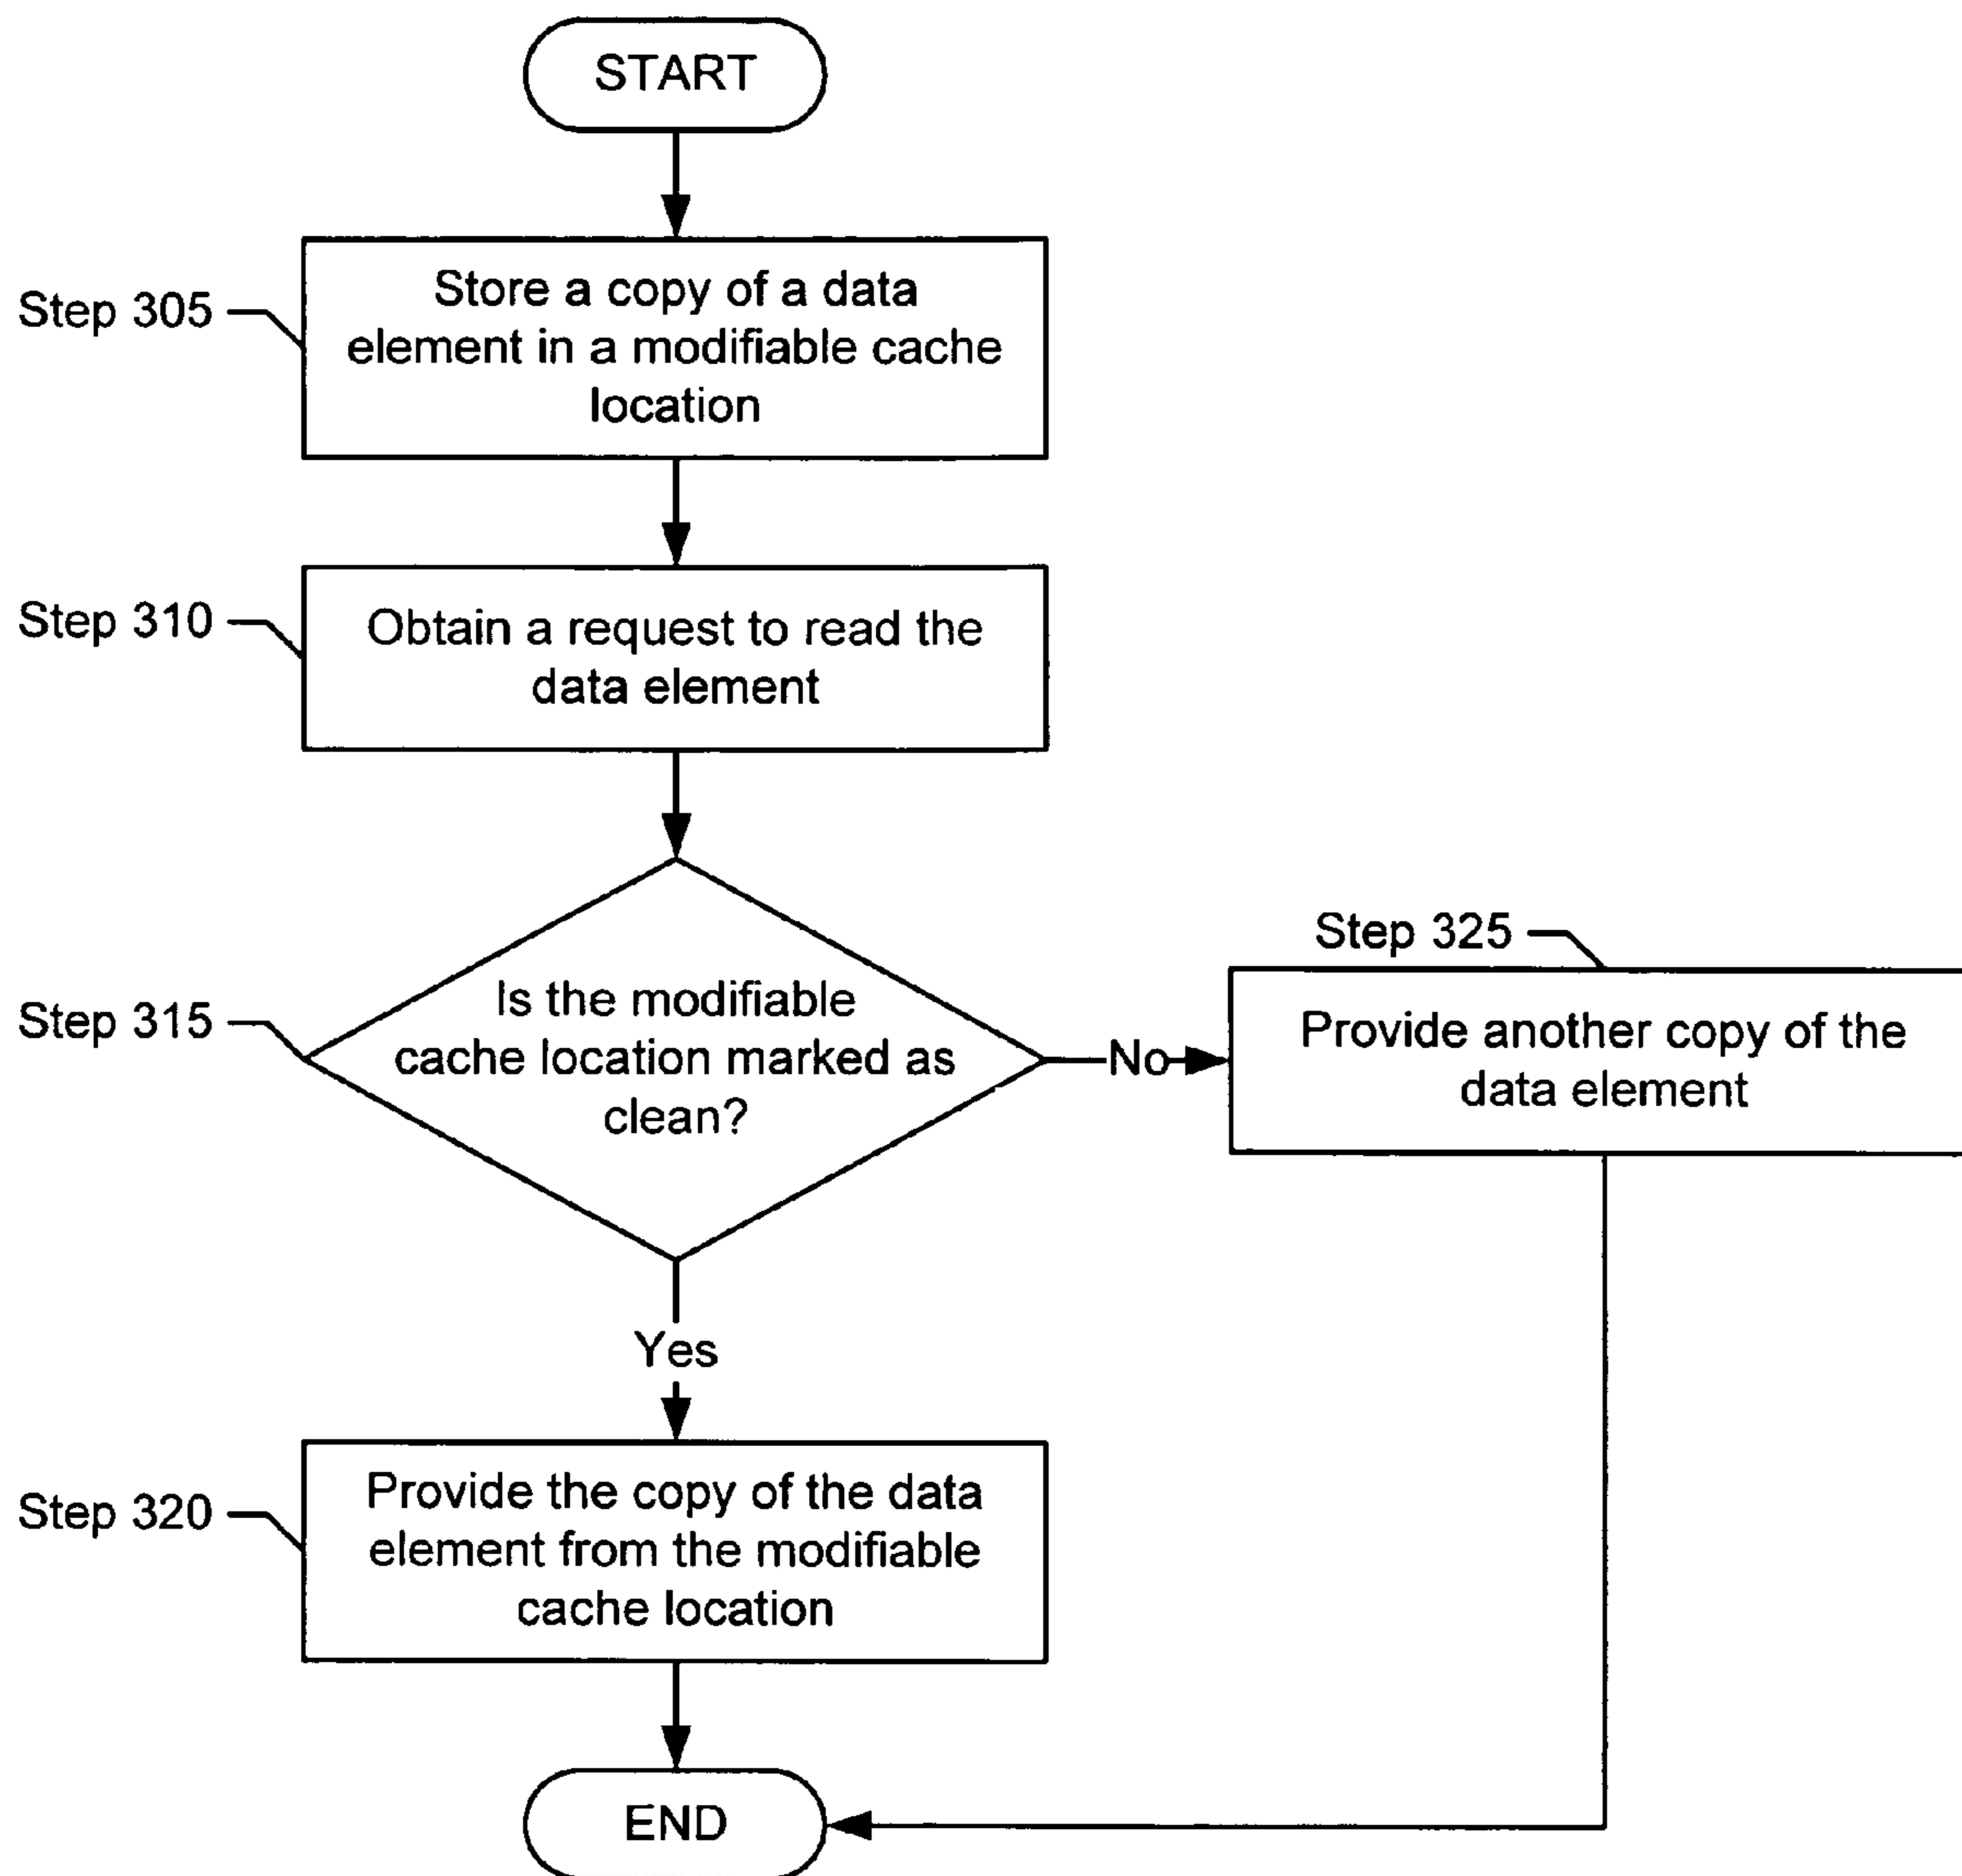 START
Step 305
Store a copy of a data
element in a modifiable cache
location
Step 310
Obtain a request to read the
data element
Step 315
Is the modifiable
cache location marked as
clean?
No
Step 325
Provide another copy of the
data element
Yes
Step 320
Provide the copy of the data
element from the modifiable
cache location
END